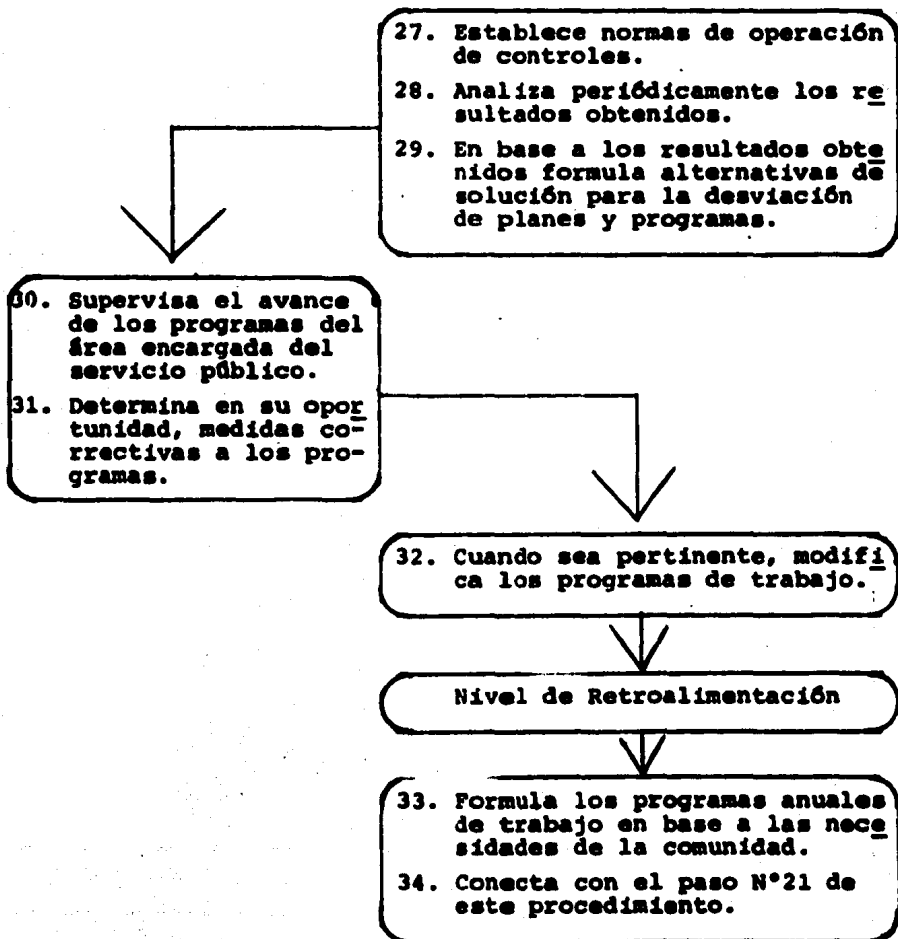 27. Establece normas de operación
de controles.
28. Analiza periódicamente los re
sultados obtenidos.
29. En base a los resultados obte
nidos formula alternativas de
solución para la desviación
de planes y programas.
30. Supervisa el avance
de los programas del
área encargada del
servicio público.
31. Determina en su opor
tunidad, medidas co-
rrectivas a los pro-
gramas.
32. Cuando sea pertinente, modifi
ca los programas de trabajo.
Nivel de Retroalimentación
33. Formula los programas anuales
de trabajo en base a las nece
sidades de la comunidad.
34. Conecta con el paso N°21 de
este procedimiento.